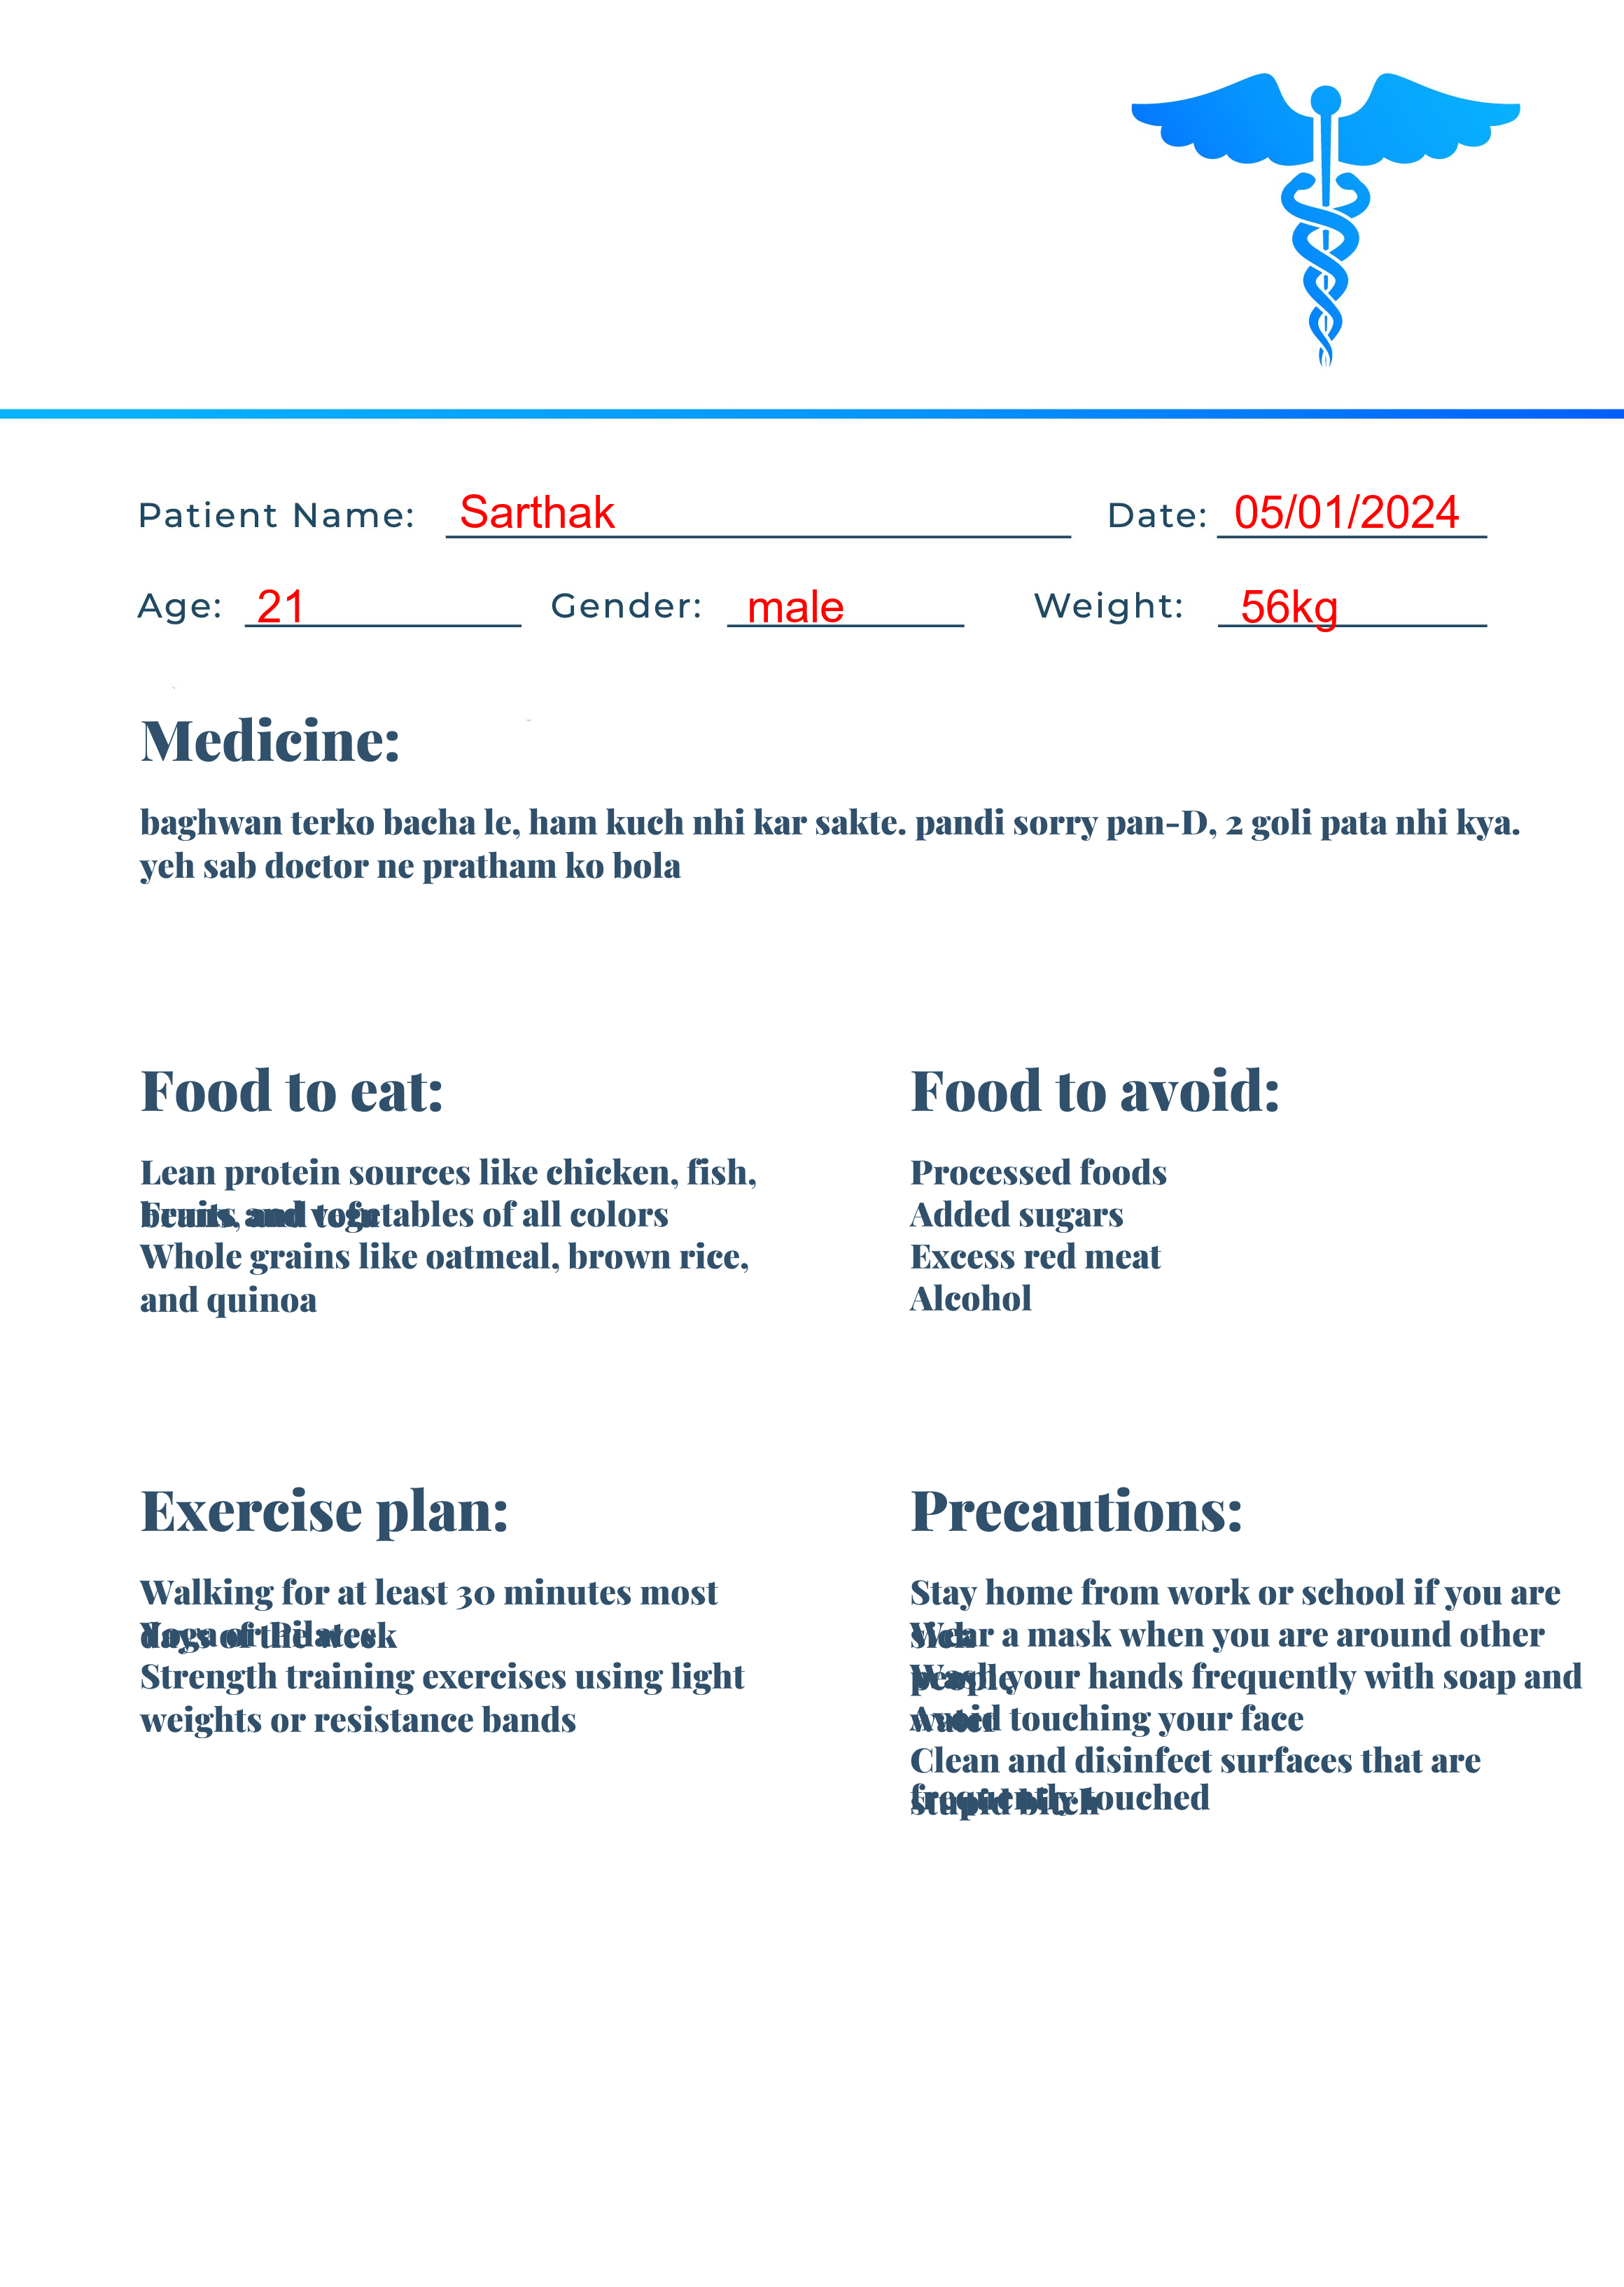 Patient Name: Sarthak Date: 05/01/2024
Age: 21 Gender: male Weight: 56kg
Medicine:
baghwan terko bacha le, ham kuch nhi kar sakte. pandi sorry pan-D, 2 goli pata nhi kya.
yeh sab doctor ne pratham ko bola
Food to eat:
Lean protein sources like chicken, fish,
beans, and tofu
Fruits and vegetables of all colors
Whole grains like oatmeal, brown rice,
and quinoa
Food to avoid:
Processed foods
Added sugars
Excess red meat
Alcohol
Exercise plan:
Walking for at least 30 minutes most
days of the week
Yoga or Pilates
Strength training exercises using light
weights or resistance bands
Precautions:
Stay home from work or school if you are
sick
Wear a mask when you are around other
people
Wash your hands frequently with soap and
water
Avoid touching your face
Clean and disinfect surfaces that are
frequently touched
stupid bitch